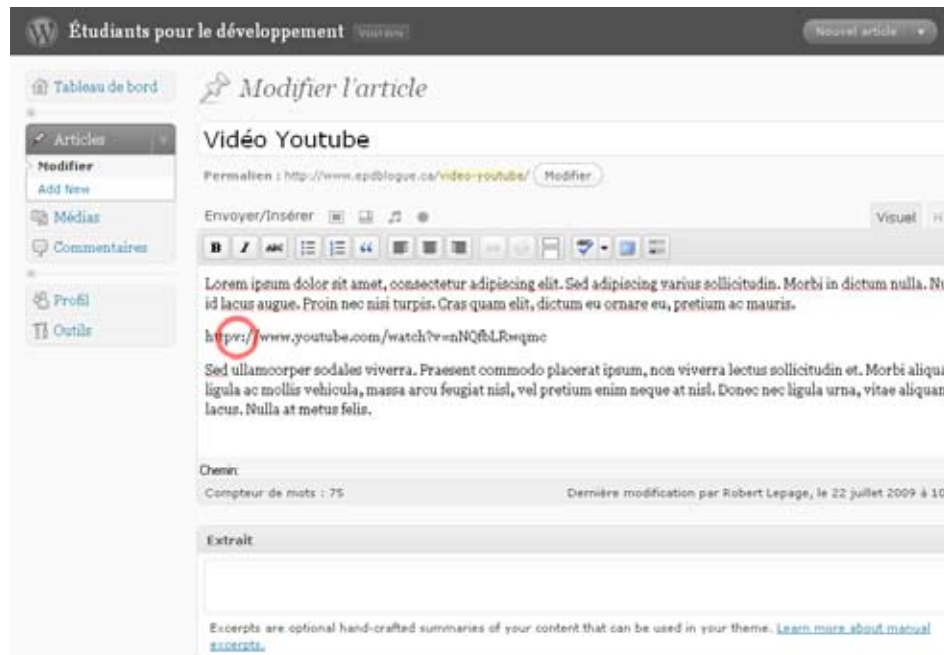 Étudiants pour le développement
Nouvel article
Tableau de bord
Modifier l'article
Articles
Vidéo Youtube
Modifier
Permalien : http://www.epdblogue.ca/video-youtube/ Modifier
Add New
Médias
Envoyer/Insérer
Visuel
Commentaires
Lorem ipsum dolor sit amet, consectetur adipiscing elit. Sed adipiscing varius sollicitudin. Morbi in dictum nulla. Nu
id lacus augue. Proin nec nisi turpis. Cras quam elit, dictum eu ornare eu, pretium ac mauris.
Profil
Outils
httpv://www.youtube.com/watch?v=nNQfbLRwqmc
Sed ullamcorper sodales viverra. Praesent commodo placerat ipsum, non viverra lectus sollicitudin et. Morbi aliqua
ligula ac mollis vehicula, massa arcu feugiat nisl, vel pretium enim neque at nisl. Donec nec ligula urna, vitae aliquam
lacus. Nulla at metus felis.
Chemin:
Compteur de mots : 75
Dernière modification par Robert Lepage, le 22 juillet 2009 à 10
Extrait
Excerpts are optional hand-crafted summaries of your content that can be used in your theme. Learn more about manual
excerpts.